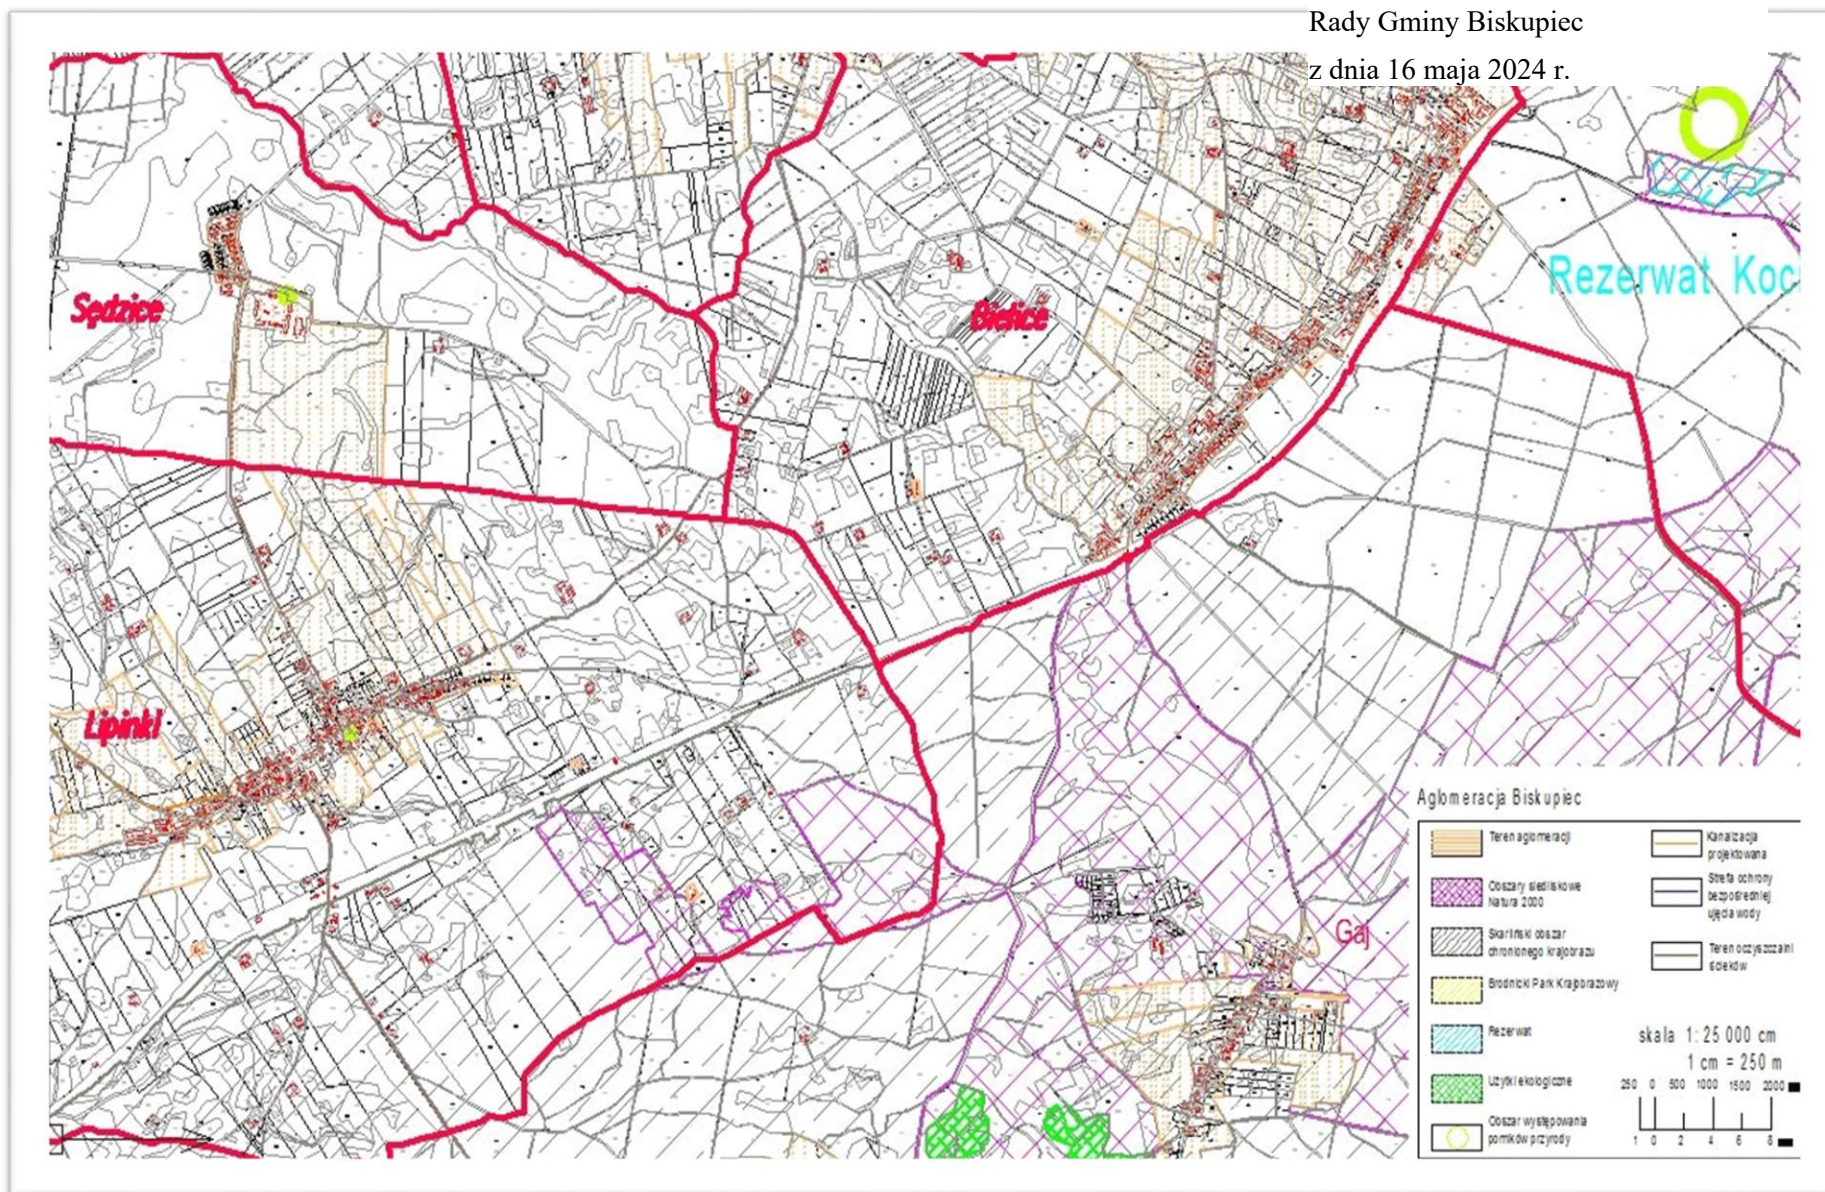 Rady Gminy Biskupiec
z dnia 16 maja 2024 r.
Rezerwat Koc
Sędzice
Bielice
Lipinki
Gaj
Aglomeracja Biskupiec
Teren aglomeracji
Obszary siedliskowe
Natura 2000
Skarliński obszar
chronionego krajobrazu
Brodnicki Park Krajobrazowy
Rezerwat
Użytki ekologiczne
Obszar występowania
pomików przyrody
Kanalizacja
projektowana
Strefa ochrony
bezpośredniej
ujęcia wody
Teren oczyszczalni
ścieków
skala 1: 25 000 cm
1 cm = 250 m
250 0 500 1000 1500 2000
1 0 2 4 6 8